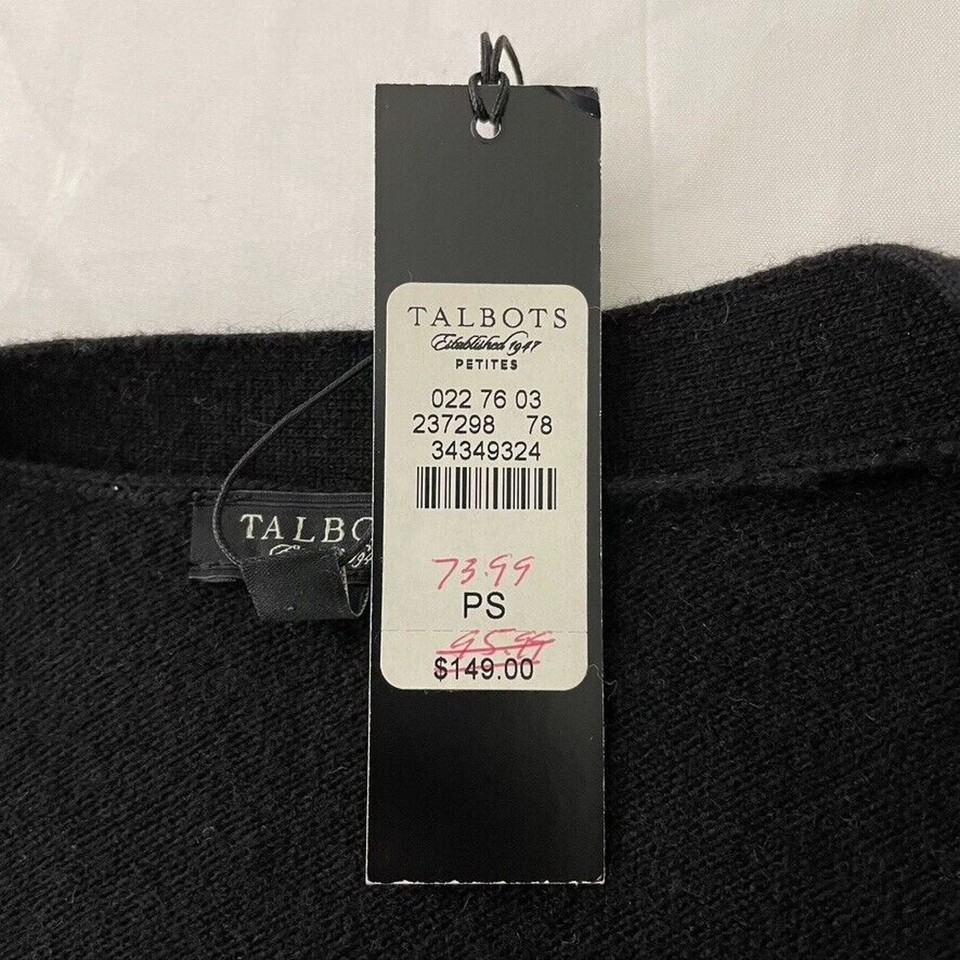 TALBOTS
Established 1947
PETITES
022 76 03
237298 78
34349324
73.99
PS
95.99
$149.00
TALBO